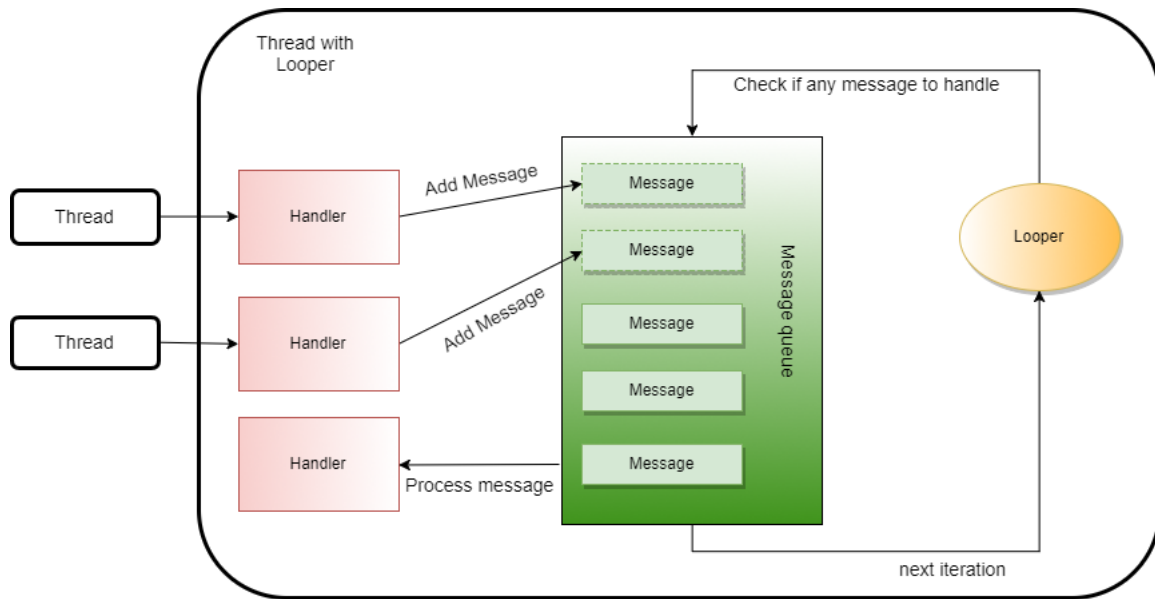 Thread with
Looper
Check if any message to handle
Thread
Handler
Add Message
Message
Message
Looper
Thread
Handler
Add Message
Message
Message queue
Message
Handler
Process message
Message
next iteration